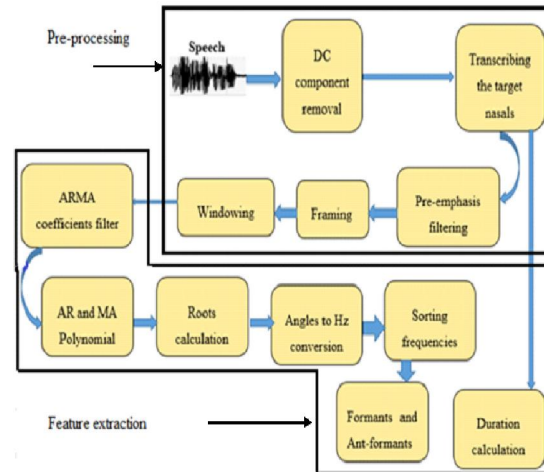 Pre-processing
Speech
DC
component
removal
Transcribing
the target
nasals
ARMA
coefficients filter
Windowing
Framing
Pre-emphasis
filtering
AR and MA
Polynomial
Roots
calculation
Angles to Hz
conversion
Sorting
frequencies
Feature extraction
Formants and
Ant-formants
Duration
calculation